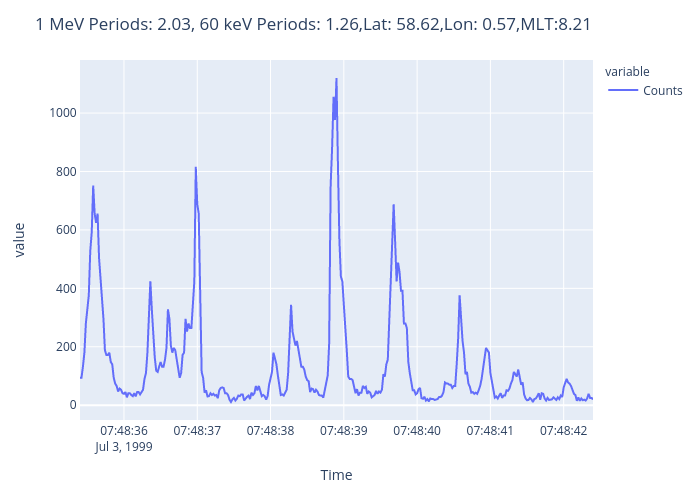 1 MeV Periods: 2.03, 60 keV Periods: 1.26,Lat: 58.62,Lon: 0.57,MLT:8.21
variable
Counts
value
1000
800
600
400
200
0
07:48:36 07:48:37 07:48:38 07:48:39 07:48:40 07:48:41 07:48:42
Jul 3, 1999
Time